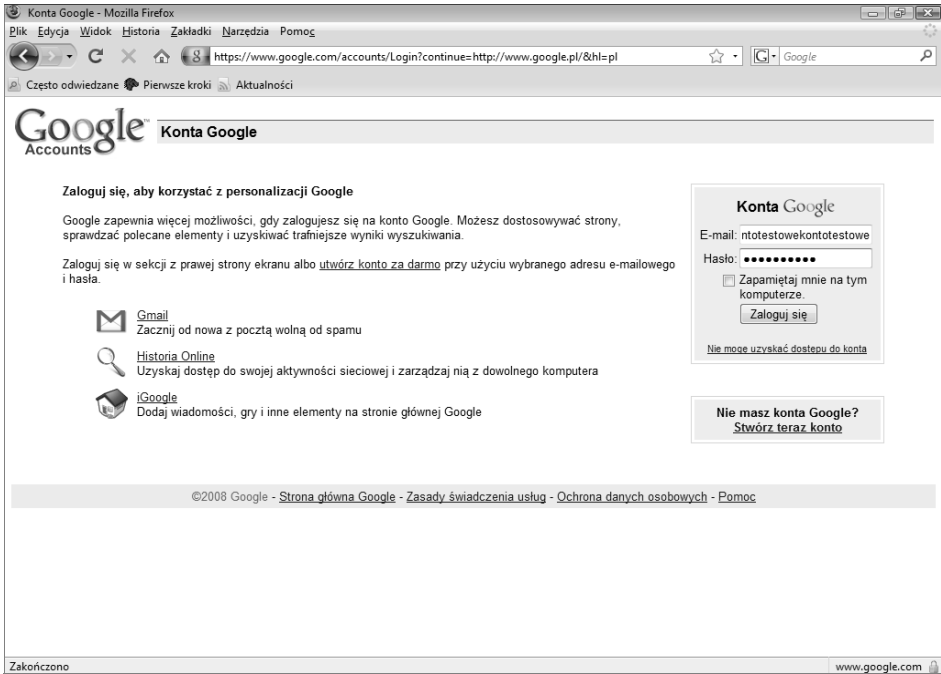 Konta Google - Mozilla Firefox
Plik Edycja Widok Historia Zakładki Narzędzia Pomoc
https://www.google.com/accounts/Login?continue=http://www.google.pl/&hl=pl
Google
Często odwiedzane Pierwsze kroki Aktualności
Google™
Accounts
Konta Google
Zaloguj się, aby korzystać z personalizacji Google
Google zapewnia więcej możliwości, gdy zalogujesz się na konto Google. Możesz dostosowywać strony,
sprawdzać polecane elementy i uzyskiwać trafniejsze wyniki wyszukiwania.
Zaloguj się w sekcji z prawej strony ekranu albo utwórz konto za darmo przy użyciu wybranego adresu e-mailowego
i hasła.
Gmail
Zacznij od nowa z pocztą wolną od spamu
Historia Online
Uzyskaj dostęp do swojej aktywności sieciowej i zarządzaj nią z dowolnego komputera
iGoogle
Dodaj wiadomości, gry i inne elementy na stronie głównej Google
Konta Google
E-mail: ntotestowekontotestowe
Hasło: ●●●●●●●●●●
Zapamiętaj mnie na tym
komputerze.
Zaloguj się
Nie mogę uzyskać dostępu do konta
Nie masz konta Google?
Stwórz teraz konto
©2008 Google - Strona główna Google - Zasady świadczenia usług - Ochrona danych osobowych - Pomoc
Zakończono
www.google.com